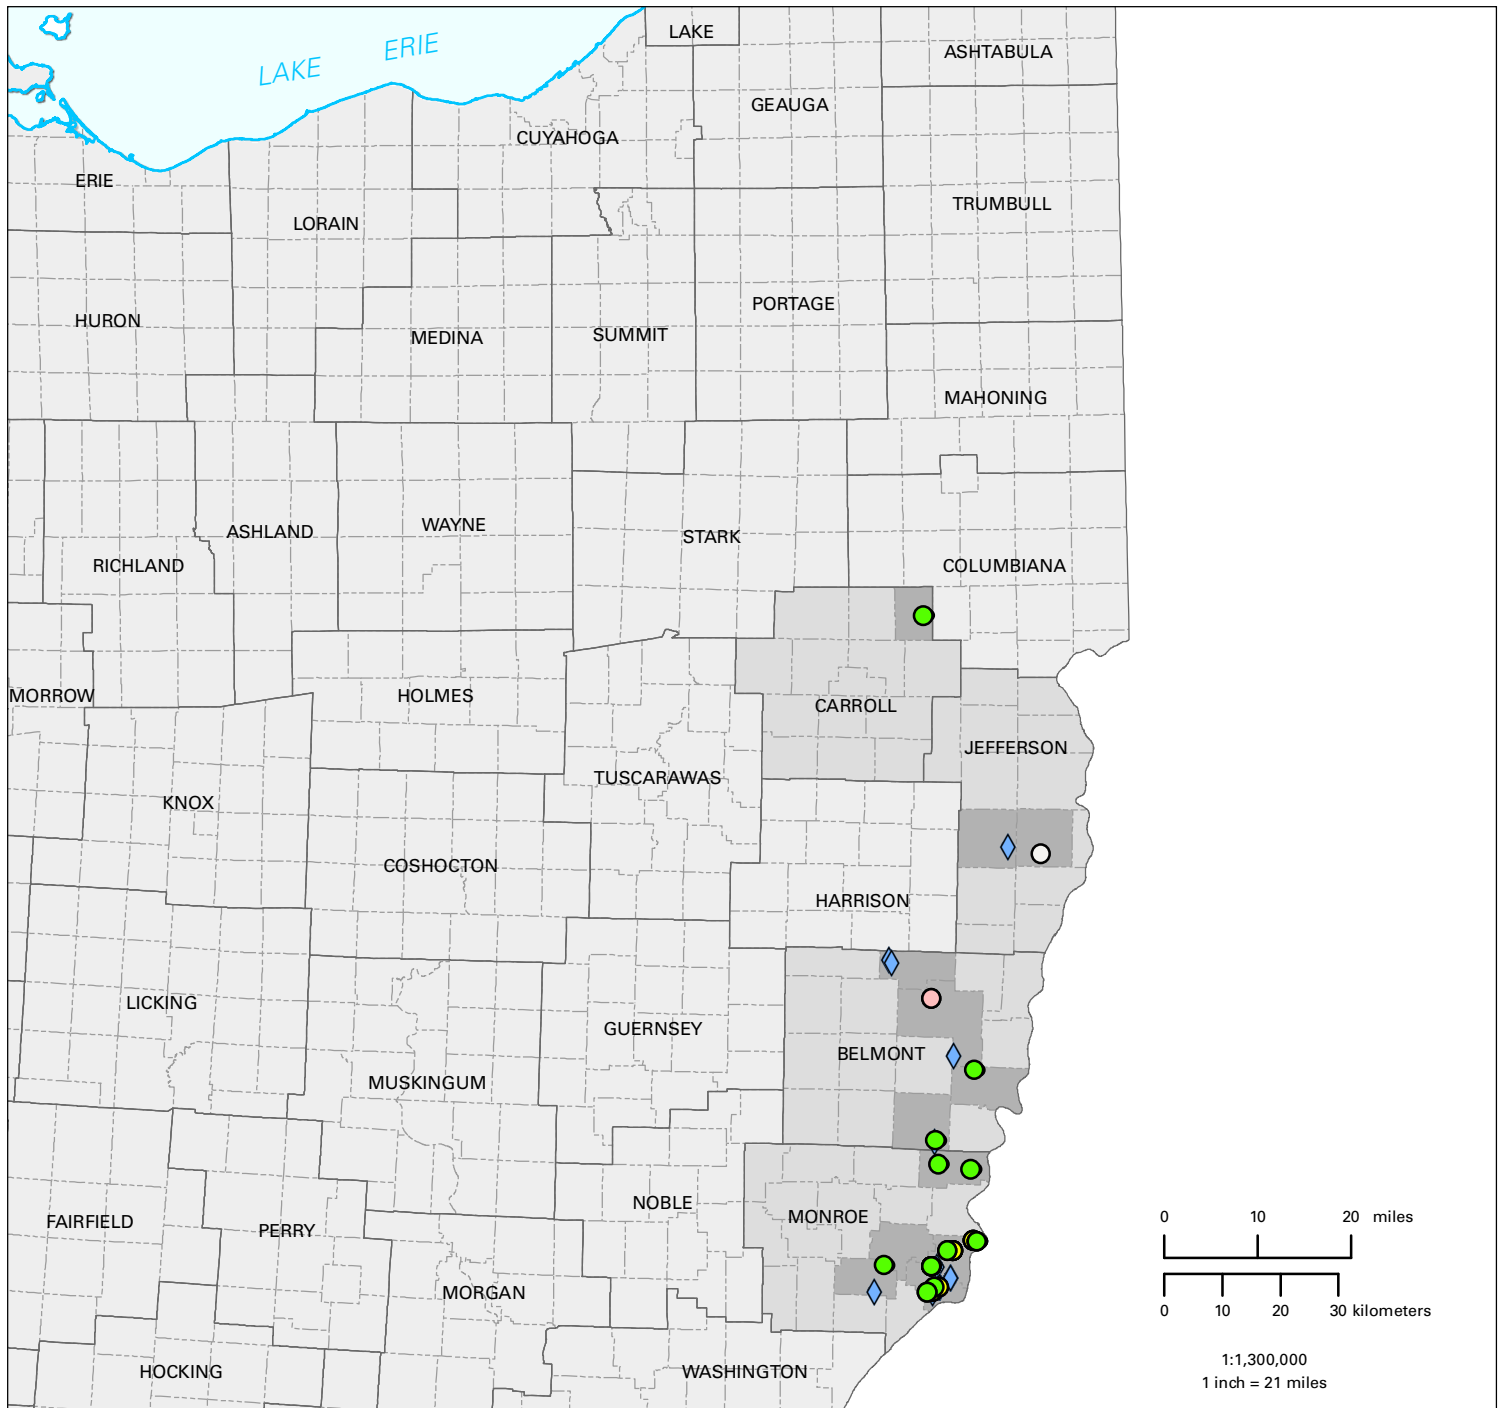 LAKE
ERIE
LAKE
ASHTABULA
GEAUGA
CUYAHOGA
ERIE
TRUMBULL
LORAIN
PORTAGE
HURON
SUMMIT
MEDINA
MAHONING
WAYNE
ASHLAND
STARK
RICHLAND
COLUMBIANA
MORROW
HOLMES
CARROLL
JEFFERSON
TUSCARAWAS
KNOX
COSHOCTON
HARRISON
LICKING
GUERNSEY
BELMONT
MUSKINGUM
NOBLE
MONROE
FAIRFIELD
PERRY
MORGAN
HOCKING
WASHINGTON
0 10 20 miles
0 10 20 30 kilometers
1:1,300,000
1 inch = 21 miles